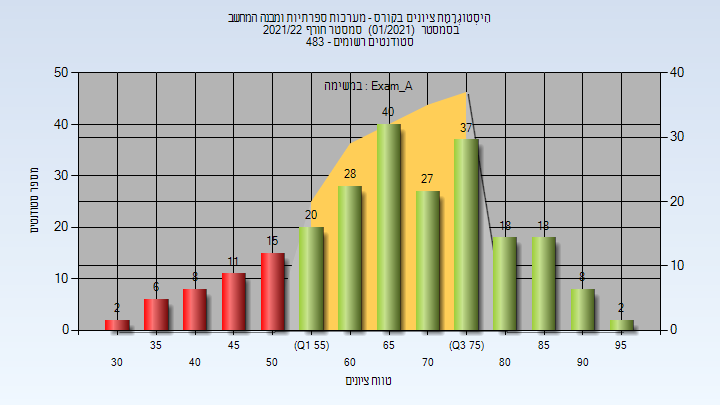 היסטוגרמת ציונים בקורס - מערכות ספרתיות ומבנה המחשב
בסמסטר (01/2021) סמסטר חורף 2021/22
סטודנטים רשומים - 483
במשימה : Exam_A
50 40 30 20 10 0
40 30 20 10 0
מספר סטודנטים
2 6 8 11 15 20 28 40 27 37 18 18 8 2
35 45 (Q1 55) 65 (Q3 75) 85 95
30 40 50 60 70 80 90
טווח ציונים